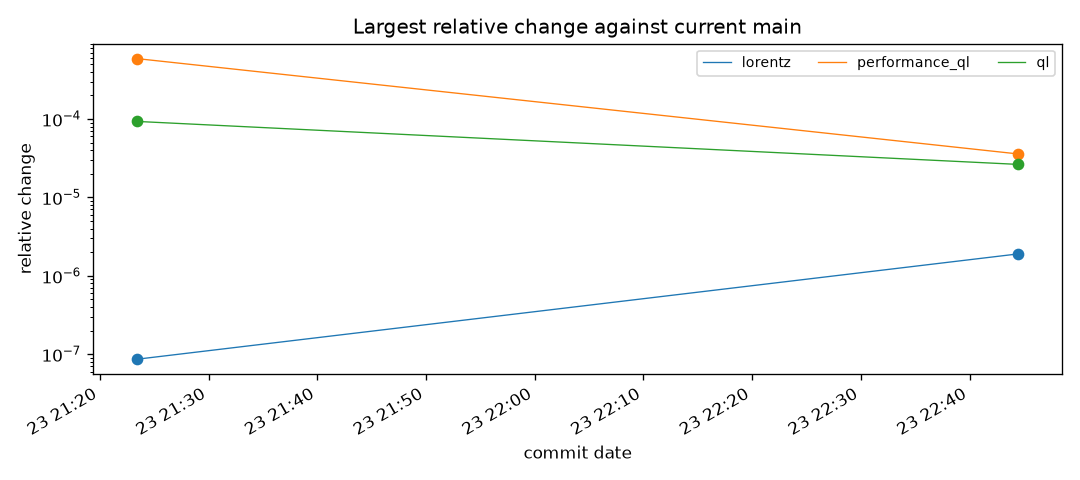 Largest relative change against current main
lorentz performance_ql ql
relative change
10⁻⁴
10⁻⁵
10⁻⁶
10⁻⁷
23 21:20 23 21:30 23 21:40 23 21:50 23 22:00 23 22:10 23 22:20 23 22:30 23 22:40
commit date